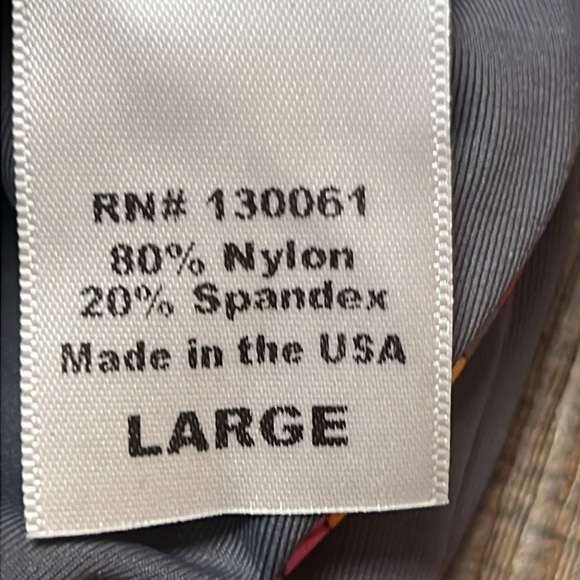 RN# 130061
80% Nylon
20% Spandex
Made in the USA
LARGE